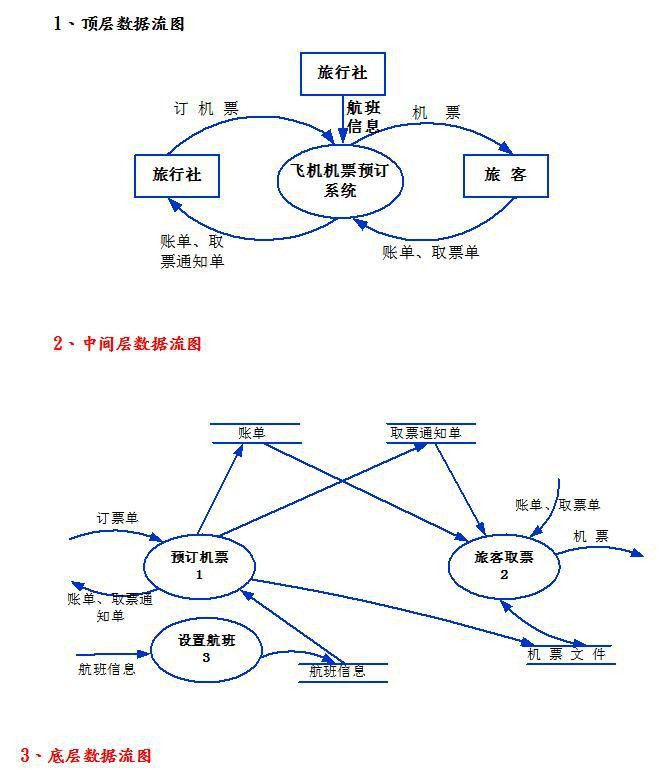 1、顶层数据流图
旅行社
订 机 票
航班
信息
机 票
旅行社
飞机机票预订
系统
旅 客
账单、取
票通知单
账单、取票单
2、中间层数据流图
账单
取票通知单
订票单
账单、取票单
预订机票
1
旅客取票
2
机 票
账单、取票通
知单
设置航班
3
航班信息
航班信息
机 票 文 件
3、底层数据流图